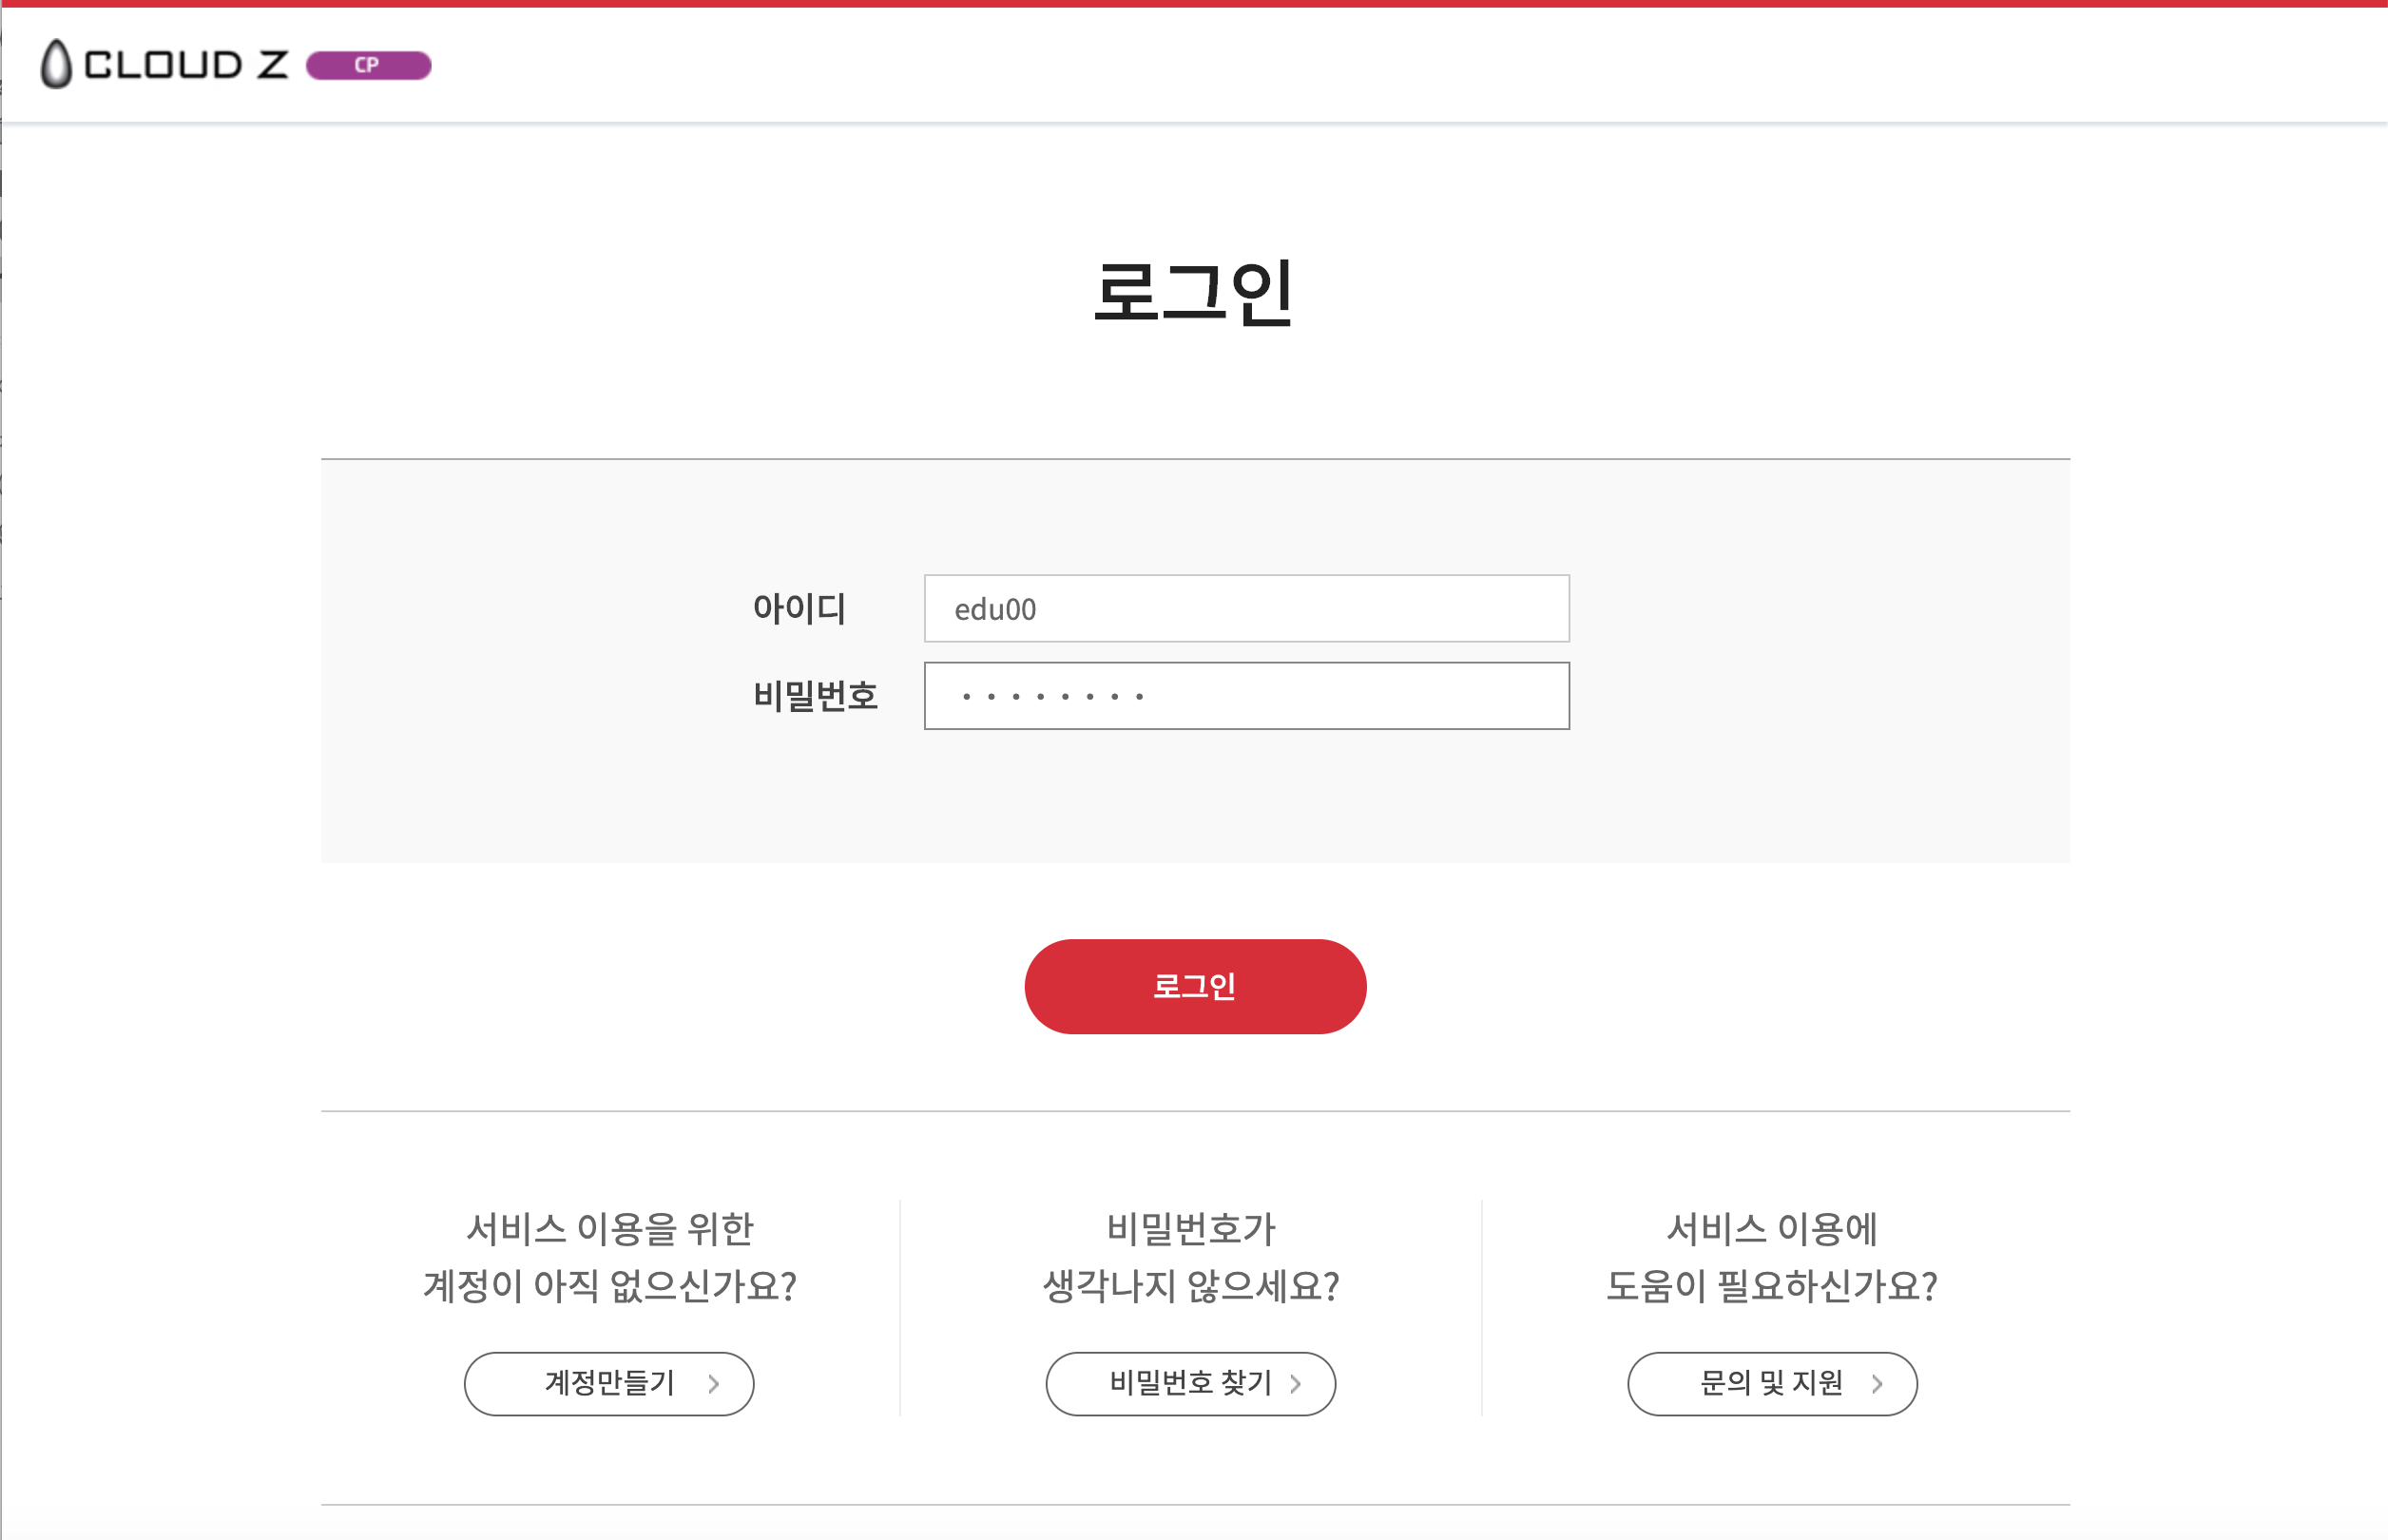 CLOUD Z CP
로그인
아이디 edu00
비밀번호 ••••••••
로그인
서비스 이용을 위한
계정이 아직 없으신가요?
계정만들기
비밀번호가
생각나지 않으세요?
비밀번호 찾기
서비스 이용에
도움이 필요하신가요?
문의 및 지원